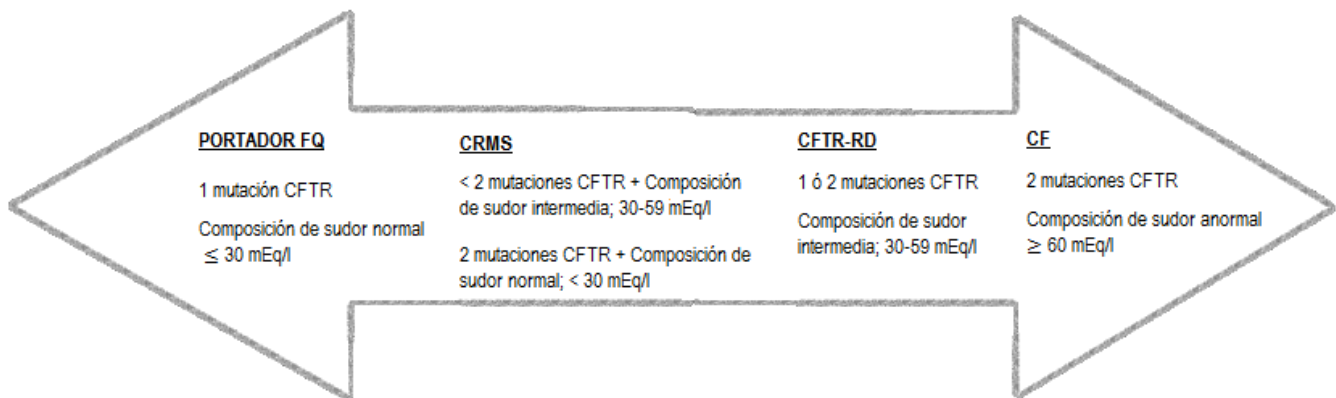 PORTADOR FQ
1 mutación CFTR
Composición de sudor normal
≤ 30 mEq/l
CRMS
< 2 mutaciones CFTR + Composición
de sudor intermedia; 30-59 mEq/l
2 mutaciones CFTR + Composición de
sudor normal; < 30 mEq/l
CFTR-RD
1 ó 2 mutaciones CFTR
Composición de sudor
intermedia; 30-59 mEq/l
CF
2 mutaciones CFTR
Composición de sudor anormal
≥ 60 mEq/l